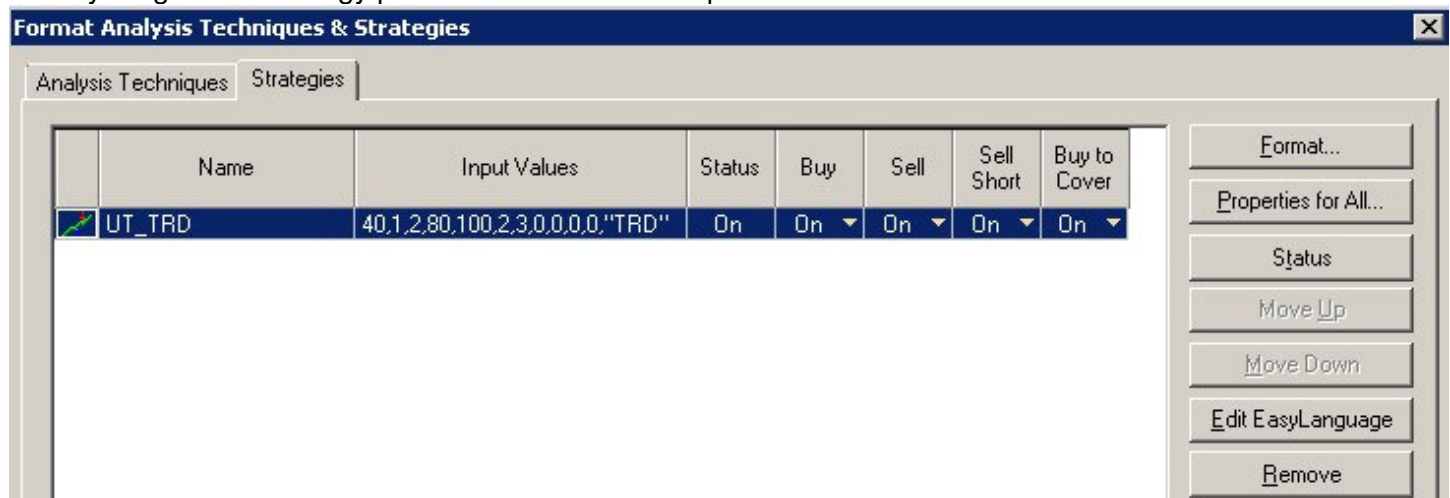 Format Analysis Techniques & Strategies
Analysis Techniques Strategies
Name Input Values Status Buy Sell Sell Short Buy to Cover
UT_TRD 40,1,2,80,100,2,3,0,0,0,0,"TRD" On On On On On
Format...
Properties for All...
Status
Move Up
Move Down
Edit EasyLanguage
Remove